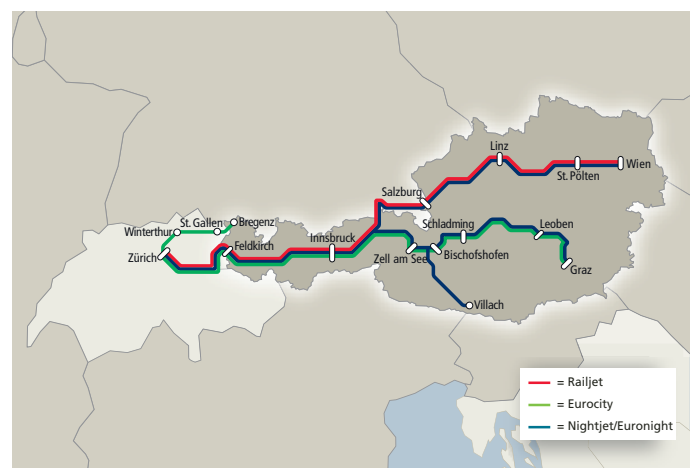 Linz
Wien
St. Pölten
Salzburg
St. Gallen
Bregenz
Schladming
Leoben
Winterthur
Innsbruck
Feldkirch
Zürich
Zell am See
Bischofshofen
Graz
Villach
= Railjet
= Eurocity
= Nightjet/Euronight